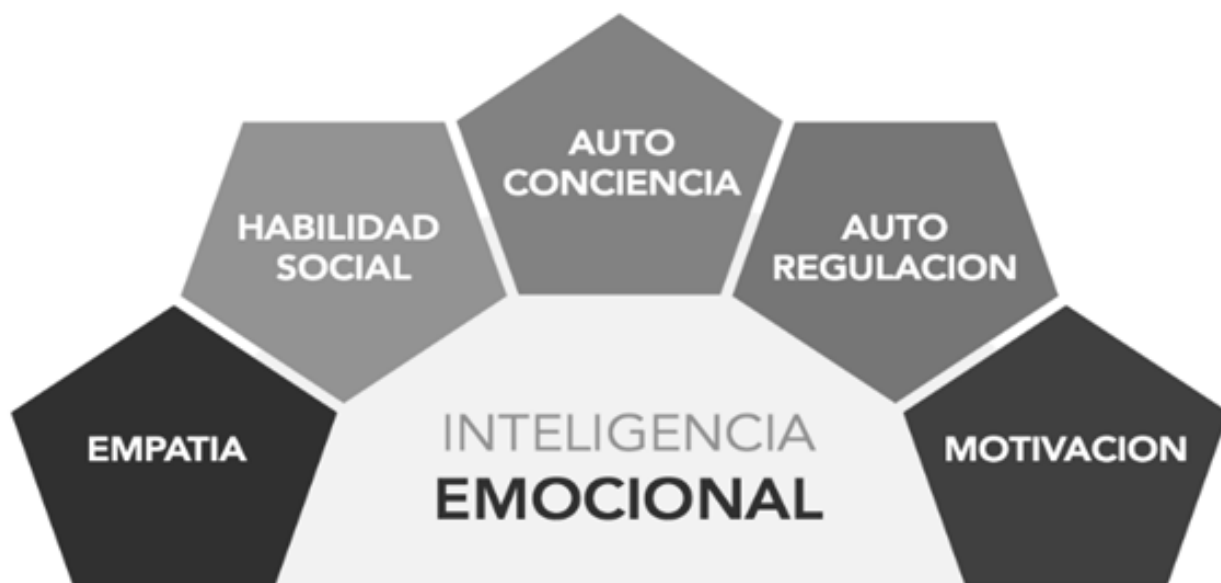 AUTO
CONCIENCIA
HABILIDAD
SOCIAL
AUTO
REGULACION
EMPATIA
MOTIVACION
INTELIGENCIA
EMOCIONAL